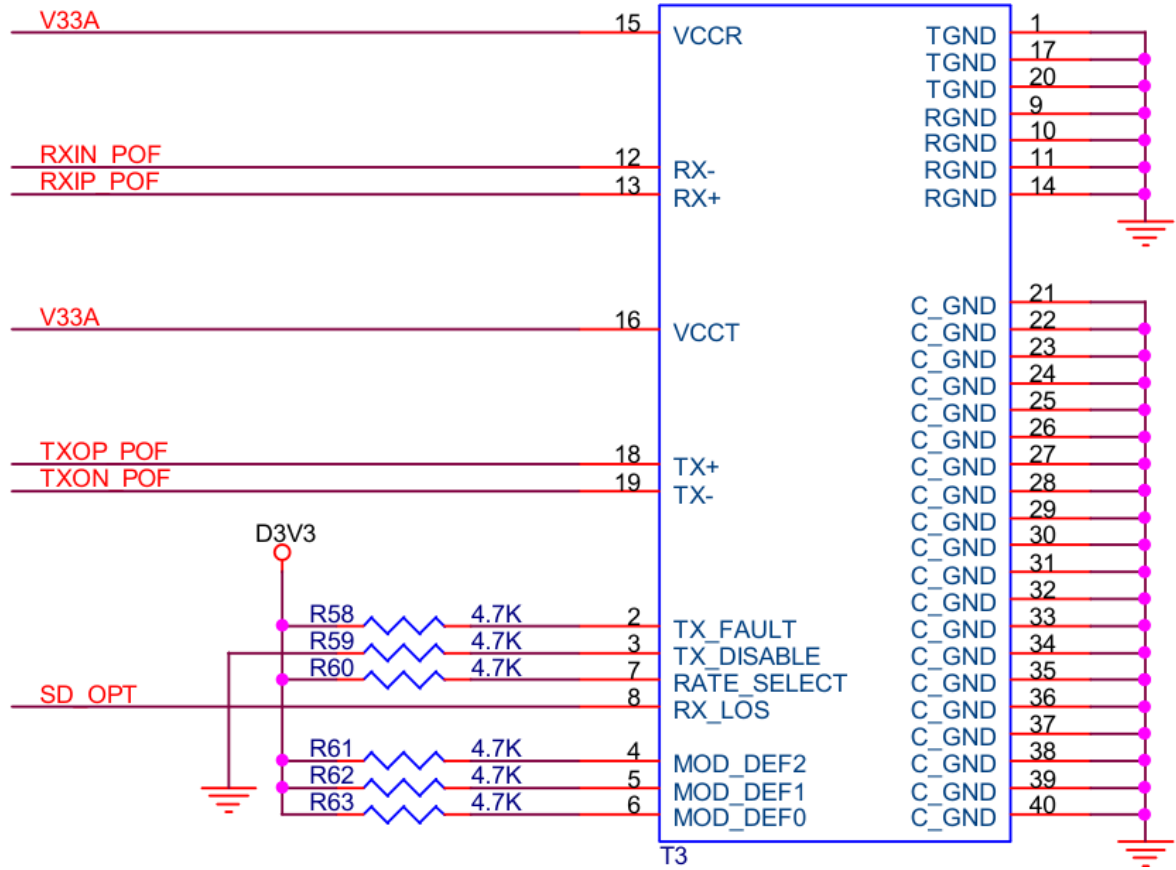 V33A 15 VCCR TGND 1
TGND 17
TGND 20
RGND 9
RGND 10
RXIN_POF 12 RX- RGND 11
RXIP_POF 13 RX+ RGND 14
C_GND 21
V33A 16 VCCT C_GND 22
C_GND 23
C_GND 24
C_GND 25
C_GND 26
TXOP_POF 18 TX+ C_GND 27
TXON_POF 19 TX- C_GND 28
C_GND 29
D3V3 C_GND 30
C_GND 31
C_GND 32
R58 4.7K 2 TX_FAULT C_GND 33
R59 4.7K 3 TX_DISABLE C_GND 34
R60 4.7K 7 RATE_SELECT C_GND 35
SD_OPT 8 RX_LOS C_GND 36
C_GND 37
R61 4.7K 4 MOD_DEF2 C_GND 38
R62 4.7K 5 MOD_DEF1 C_GND 39
R63 4.7K 6 MOD_DEF0 C_GND 40
T3